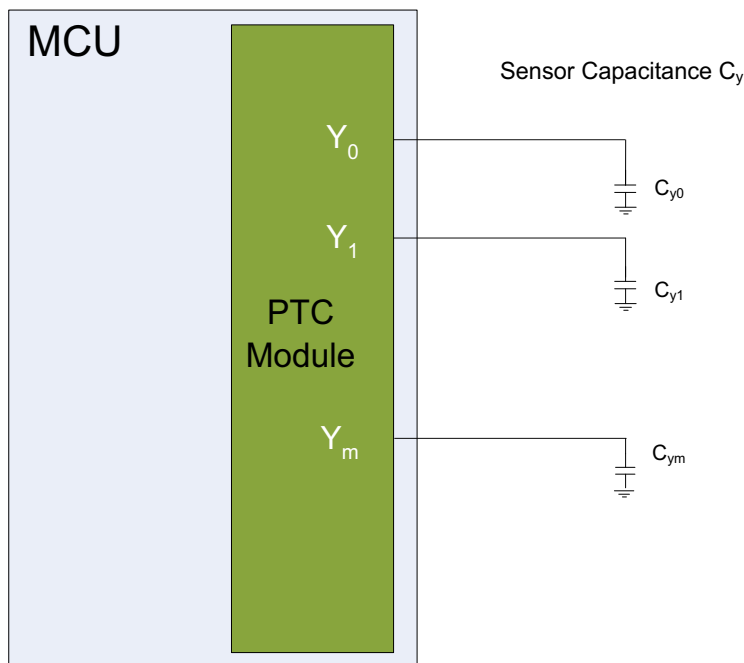 MCU
Sensor Capacitance Cy
Y0
Cy0
Y1
Cy1
PTC
Module
Ym
Cym